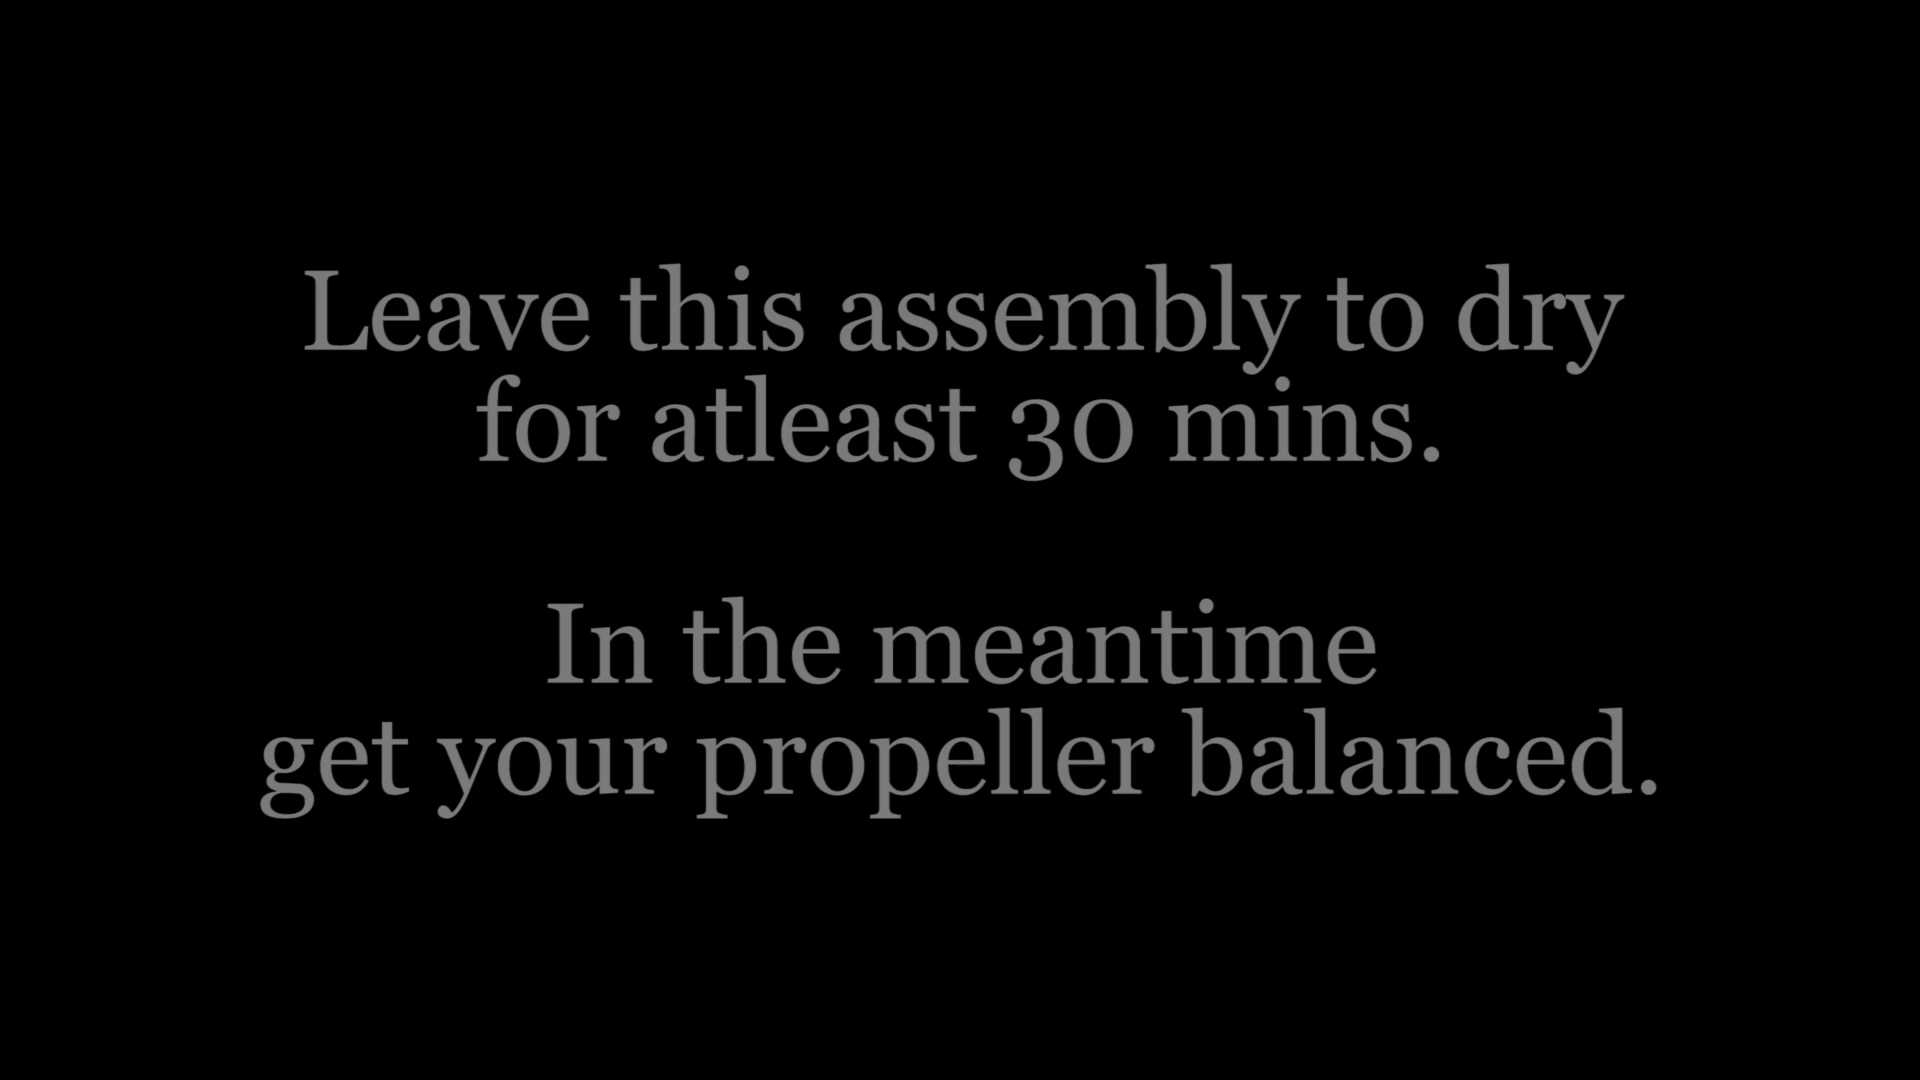 Leave this assembly to dry
for atleast 30 mins.
In the meantime
get your propeller balanced.